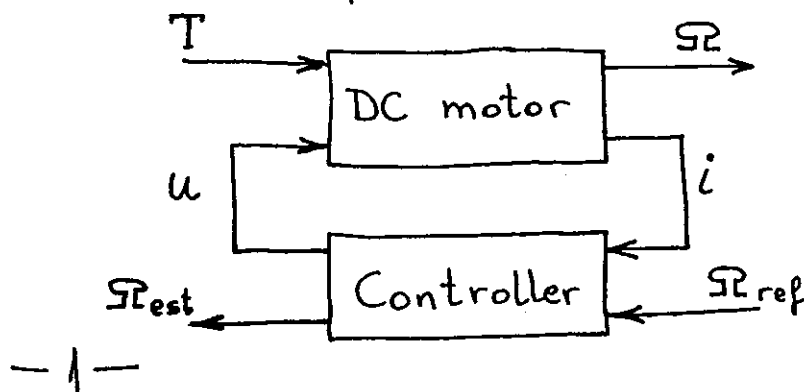 T Ω
DC motor
u i
Controller
Ωest Ωref
— 1 —